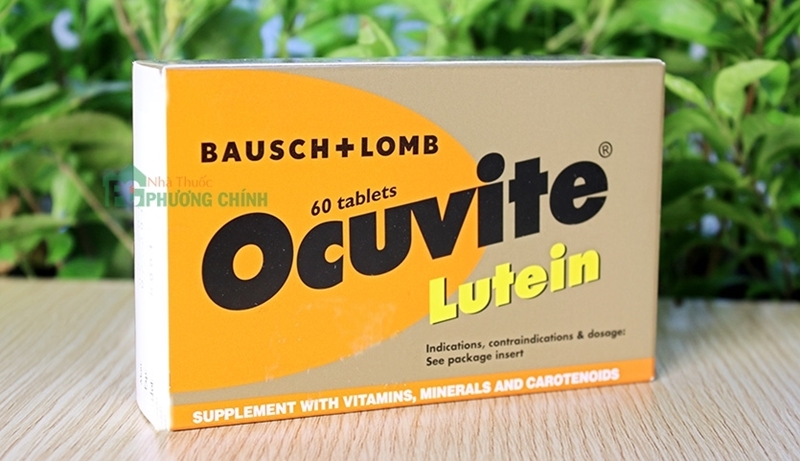 BAUSCH+LOMB
Nhà Thuốc
PHƯƠNG CHÍNH
60 tablets
Ocuvite®
Lutein
Indications, contraindications & dosage:
See package insert
SUPPLEMENT WITH VITAMINS, MINERALS AND CAROTENOIDS